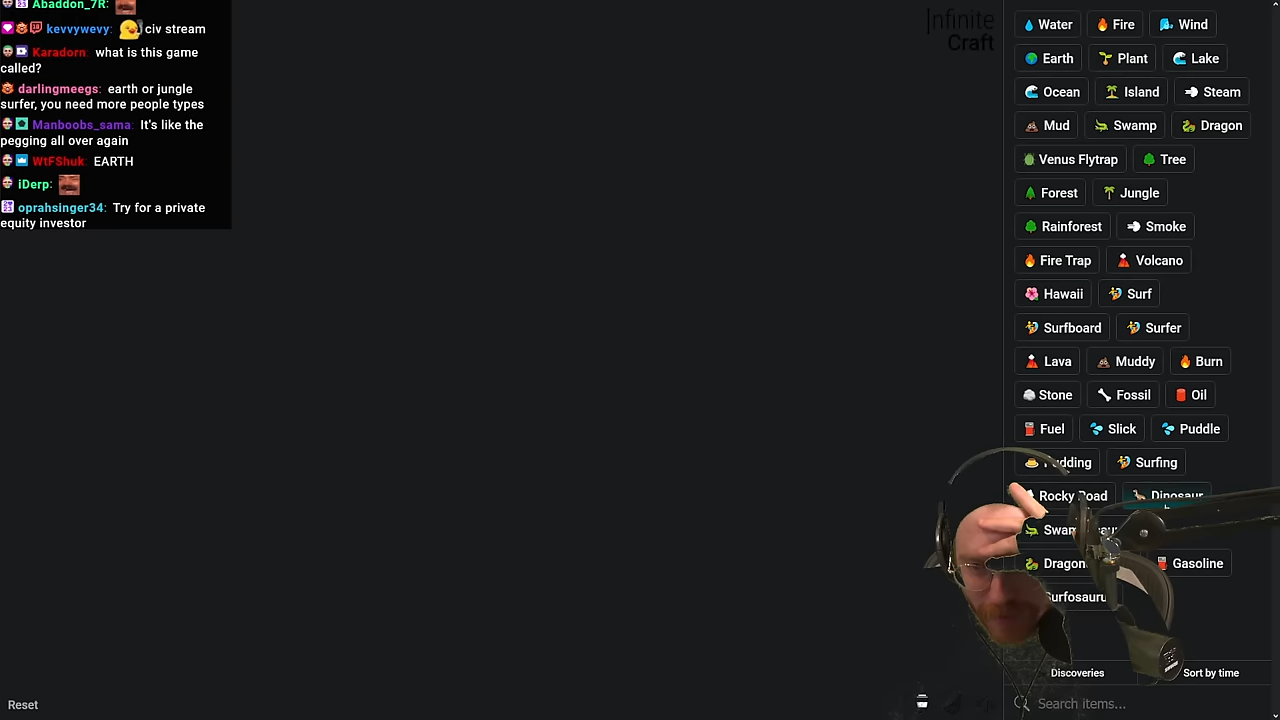 Abaddon_7R:
kevvywevy: civ stream
Karadorn: what is this game
called?
darlingmeegs: earth or jungle
surfer, you need more people types
Manboobs_sama: It's like the
pegging all over again
WtFShuk: EARTH
iDerp:
oprahsinger34: Try for a private
equity investor
Infinite
Craft
Water Fire Wind
Earth Plant Lake
Ocean Island Steam
Mud Swamp Dragon
Venus Flytrap Tree
Forest Jungle
Rainforest Smoke
Fire Trap Volcano
Hawaii Surf
Surfboard Surfer
Lava Muddy Burn
Stone Fossil Oil
Fuel Slick Puddle
Pudding Surfing
Rocky Road Dinosaur
Dragon Gasoline
Discoveries Sort by time
Reset
Search items...